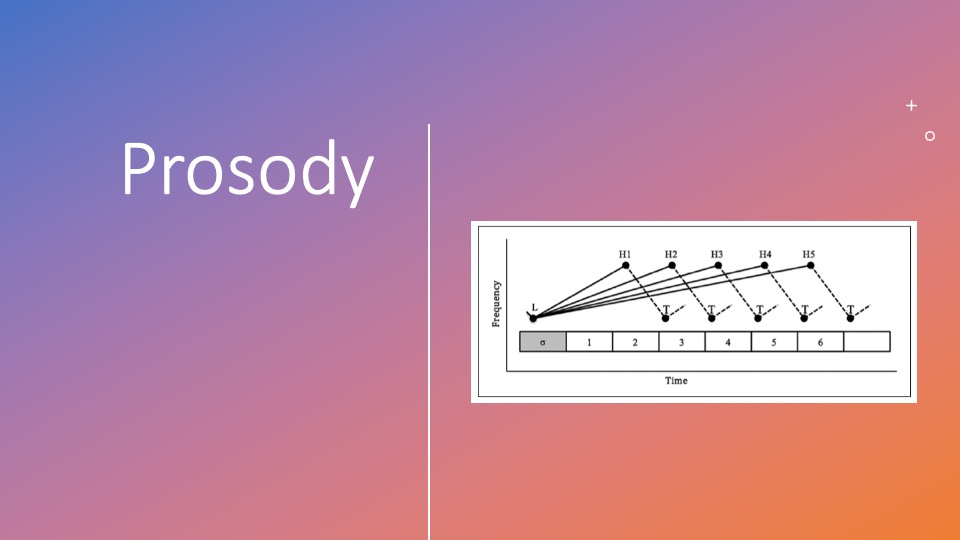 Prosody
H1 H2 H3 H4 H5
Frequency
L
T T T T T
σ 1 2 3 4 5 6
Time